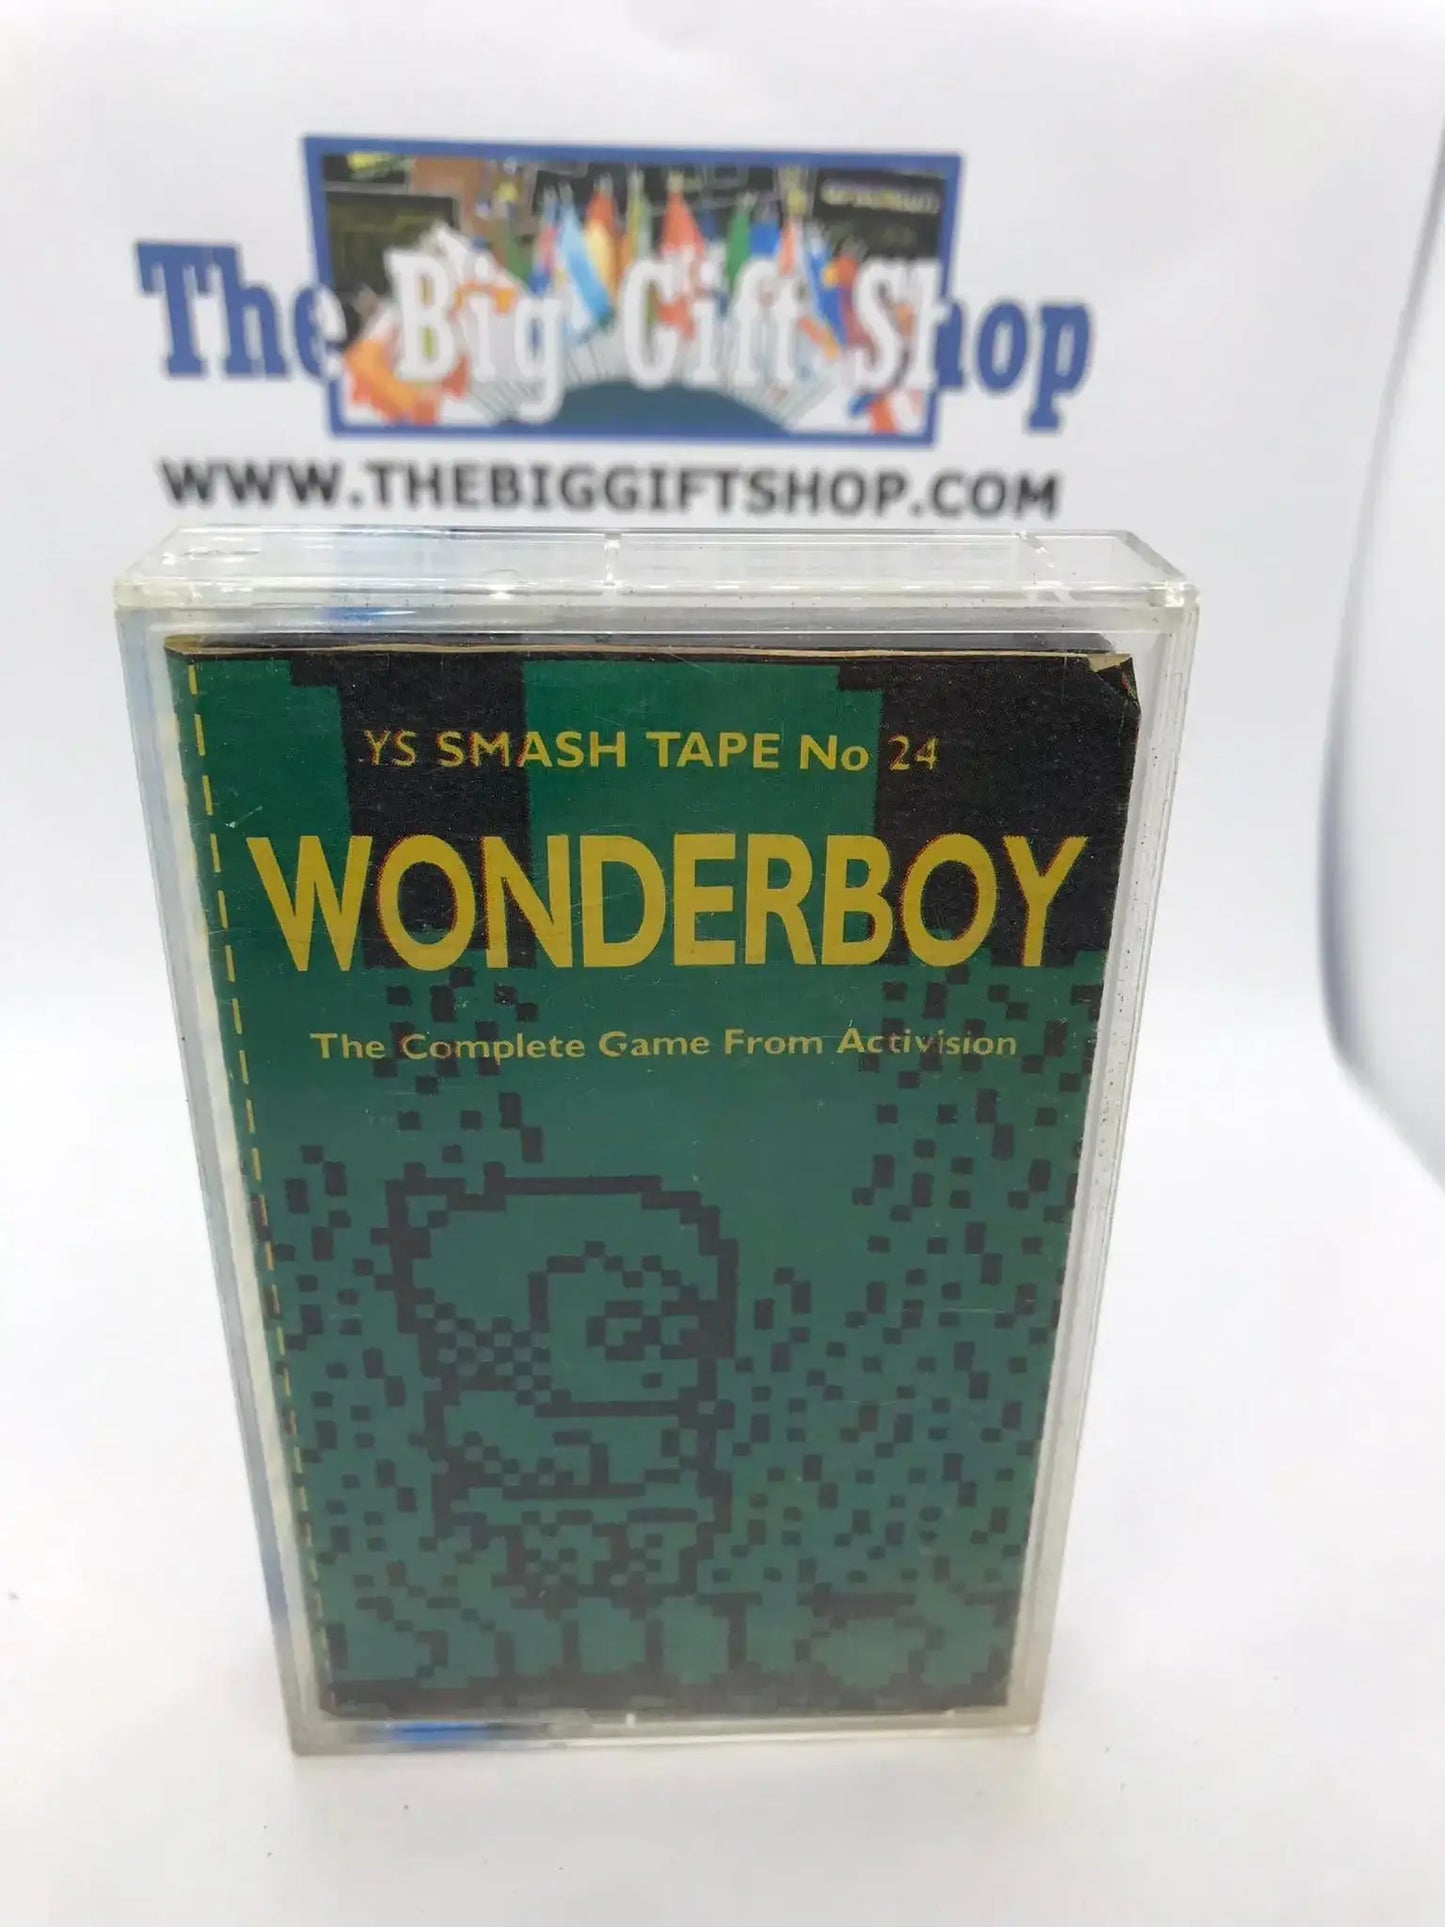 The Big Gift Shop
WWW.THEBIGGIFTSHOP.COM
YS SMASH TAPE No 24
WONDERBOY
The Complete Game From Activision